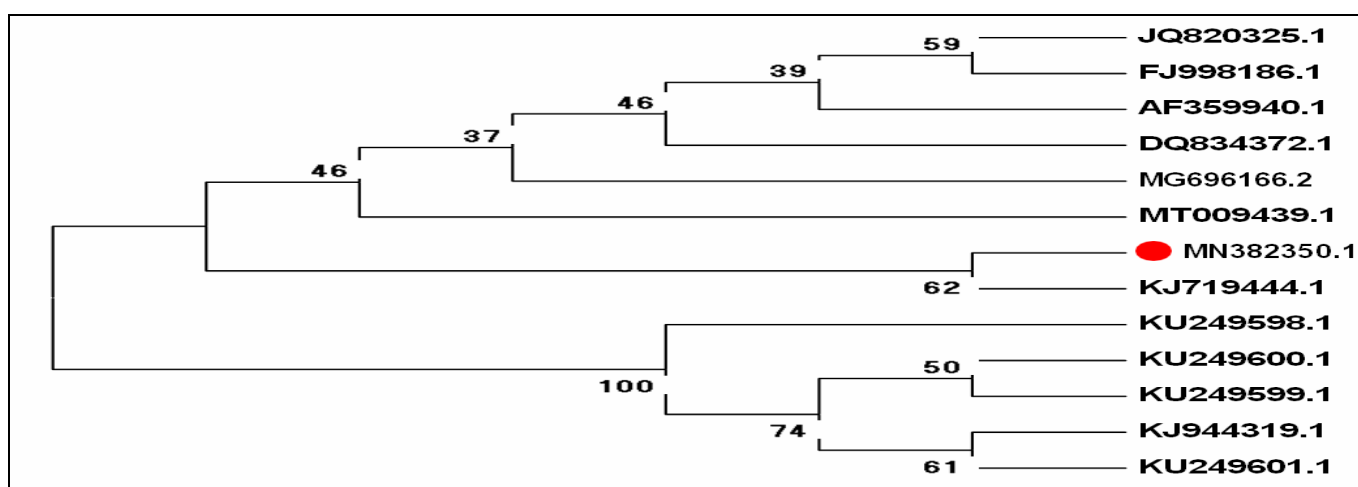 59
JQ820325.1
FJ998186.1
39
AF359940.1
46
DQ834372.1
37
MG696166.2
46
MT009439.1
MN382350.1
62
KJ719444.1
KU249598.1
100
KU249600.1
50
KU249599.1
74
KJ944319.1
61
KU249601.1